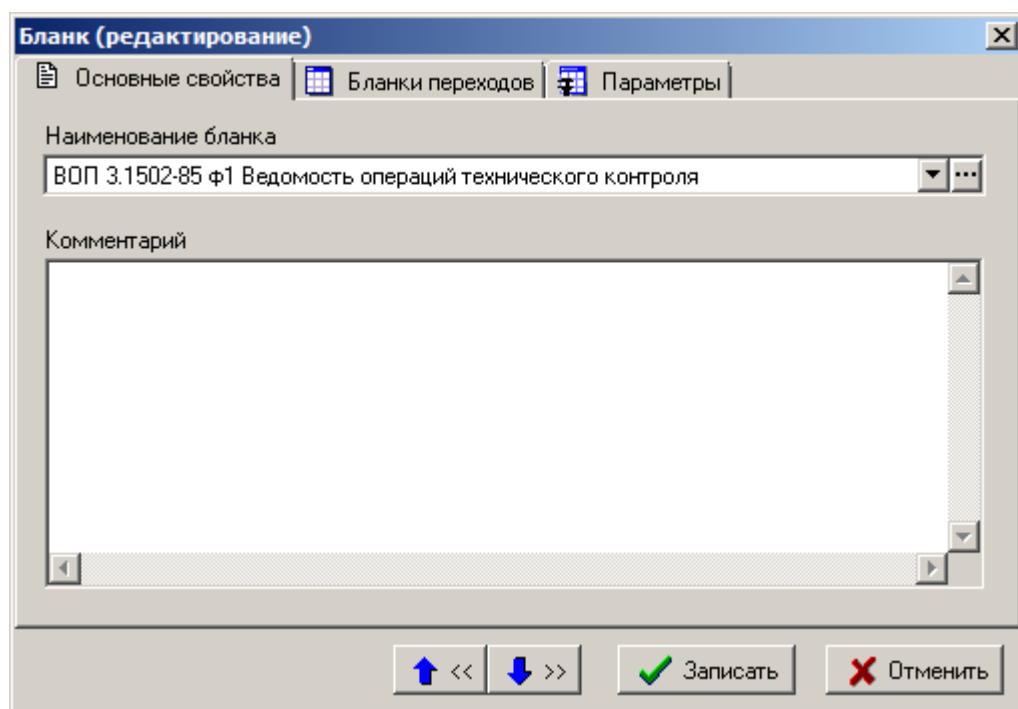 Бланк (редактирование)
Основные свойства Бланки переходов Параметры
Наименование бланка
ВОП 3.1502-85 ф1 Ведомость операций технического контроля
Комментарий
<< >> Записать Отменить